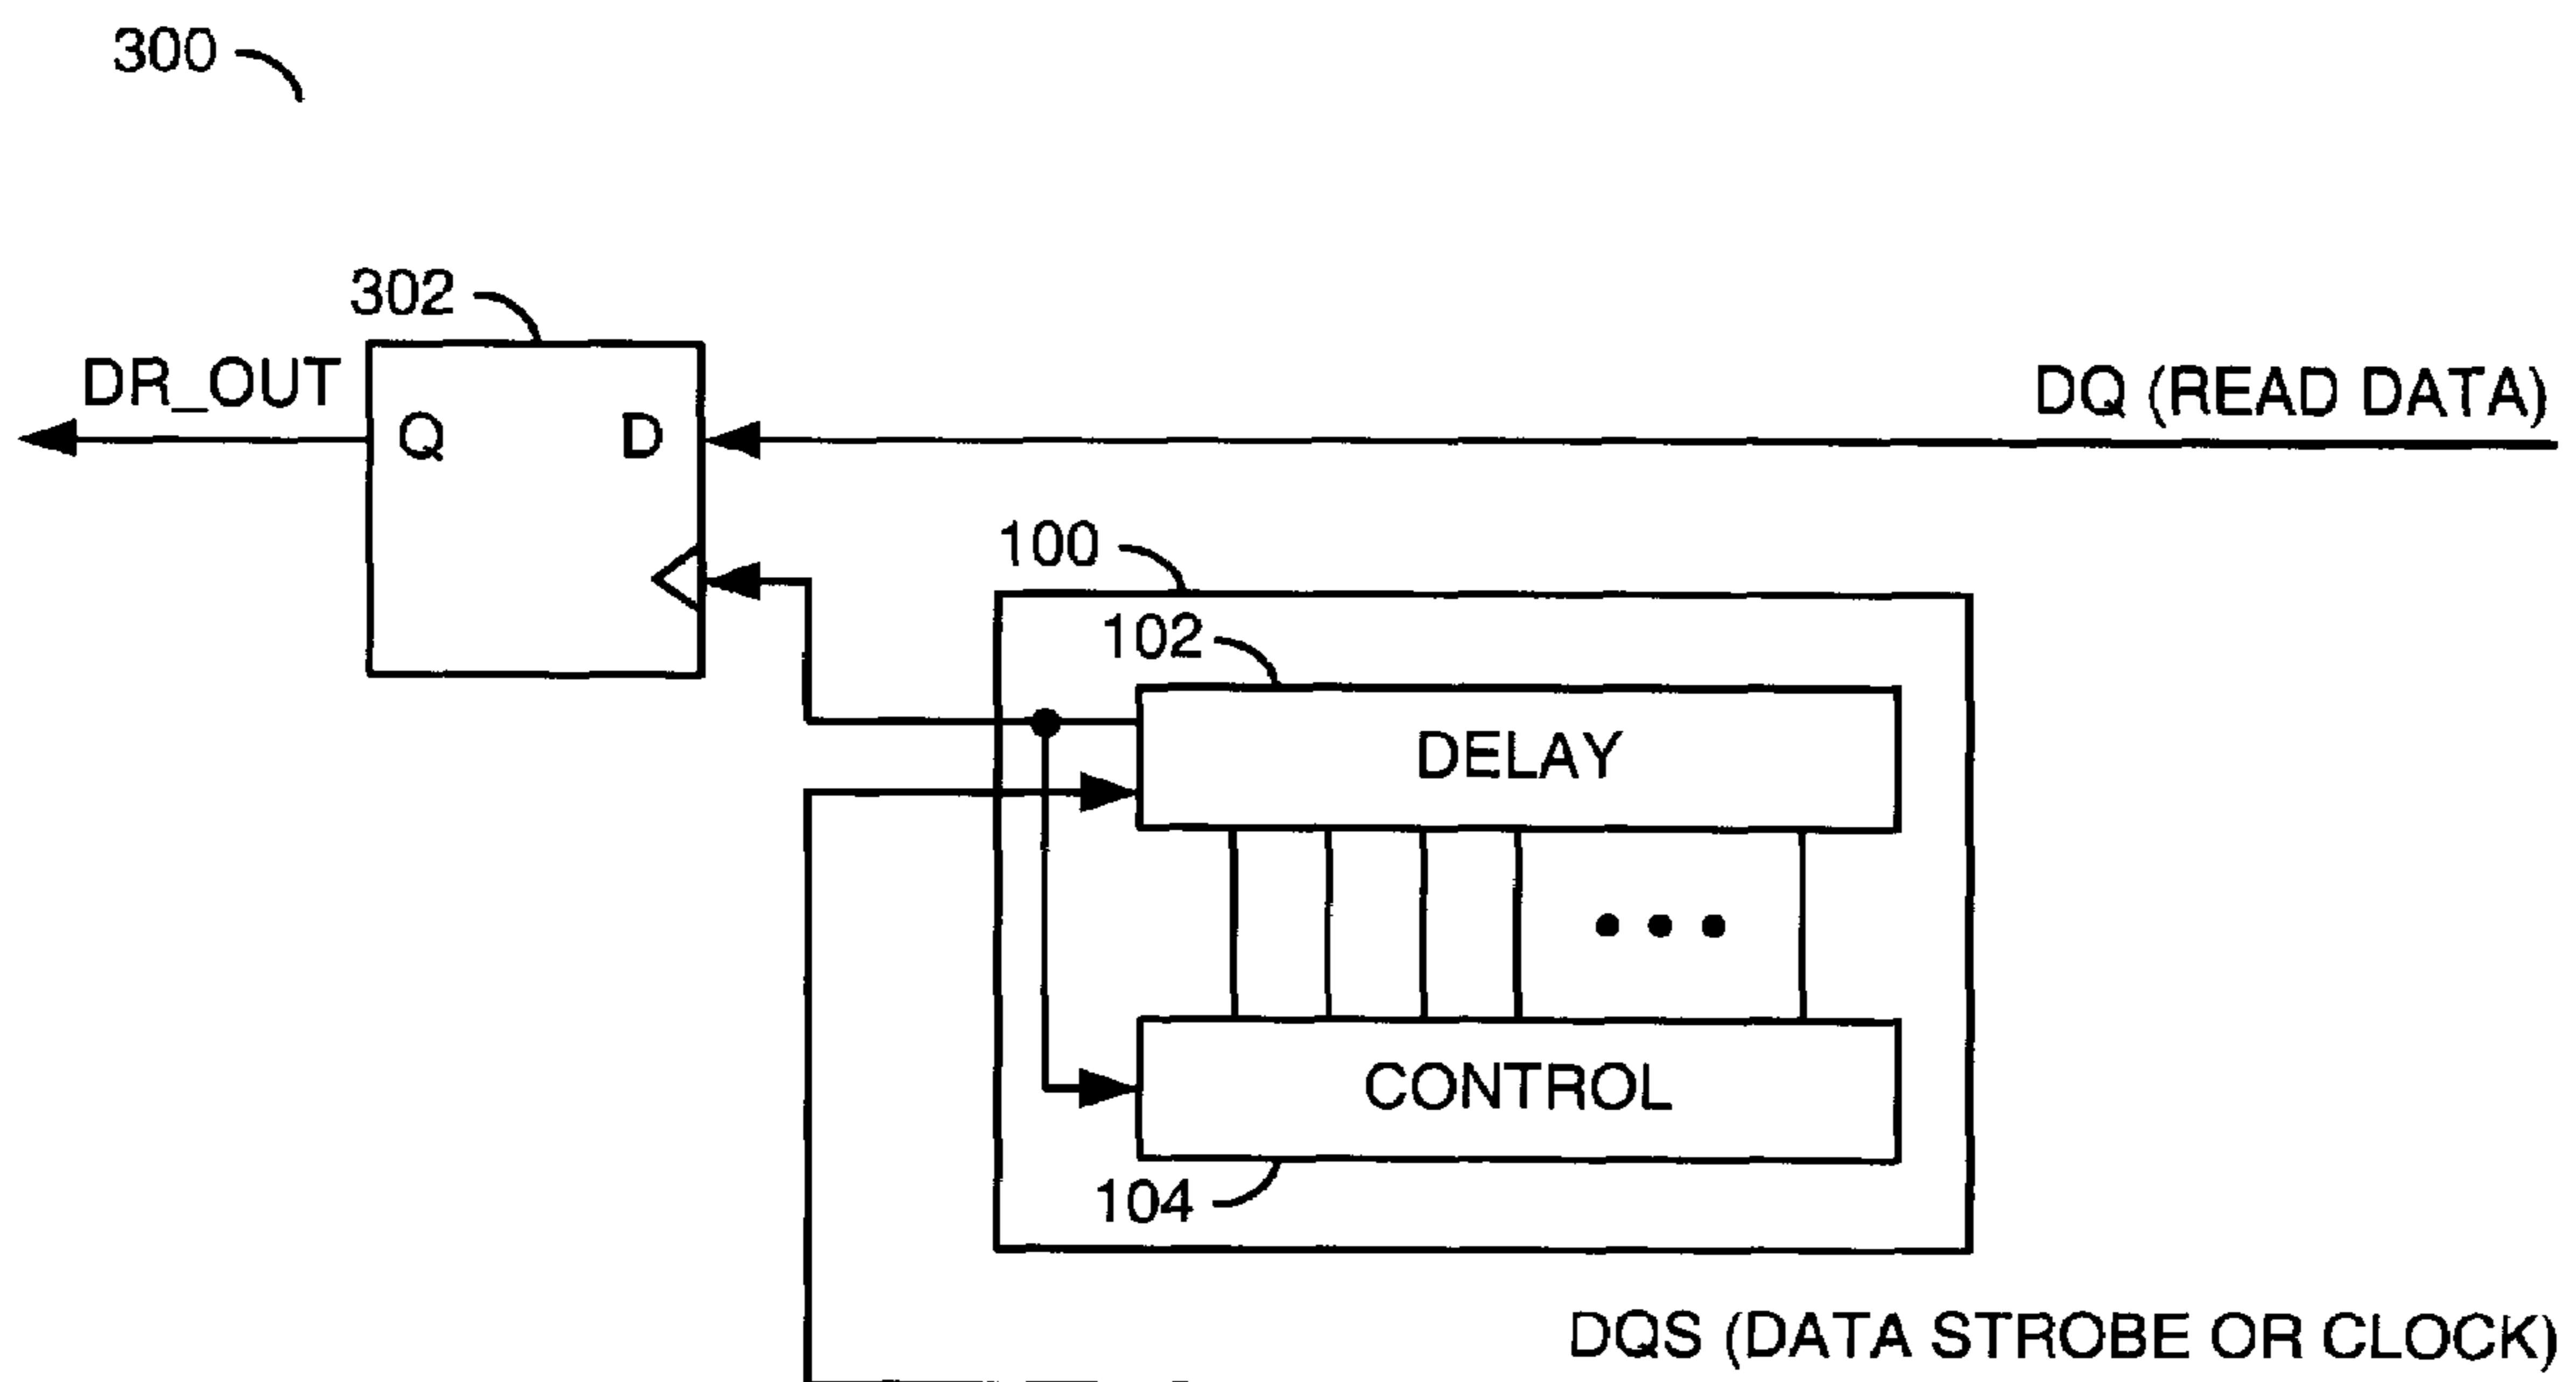 300
302
DR_OUT
DQ (READ DATA)
Q
D
100
102
DELAY
CONTROL
104
DQS (DATA STROBE OR CLOCK)